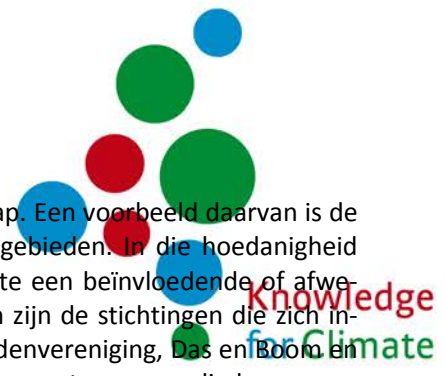 ap. Een voorbeeld daarvan is de
gebieden. In die hoedanigheid
te een beïnvloedende of afwe-
Knowledge
n zijn de stichtingen die zich in-
denvereniging, Das en Boom en
for Climate